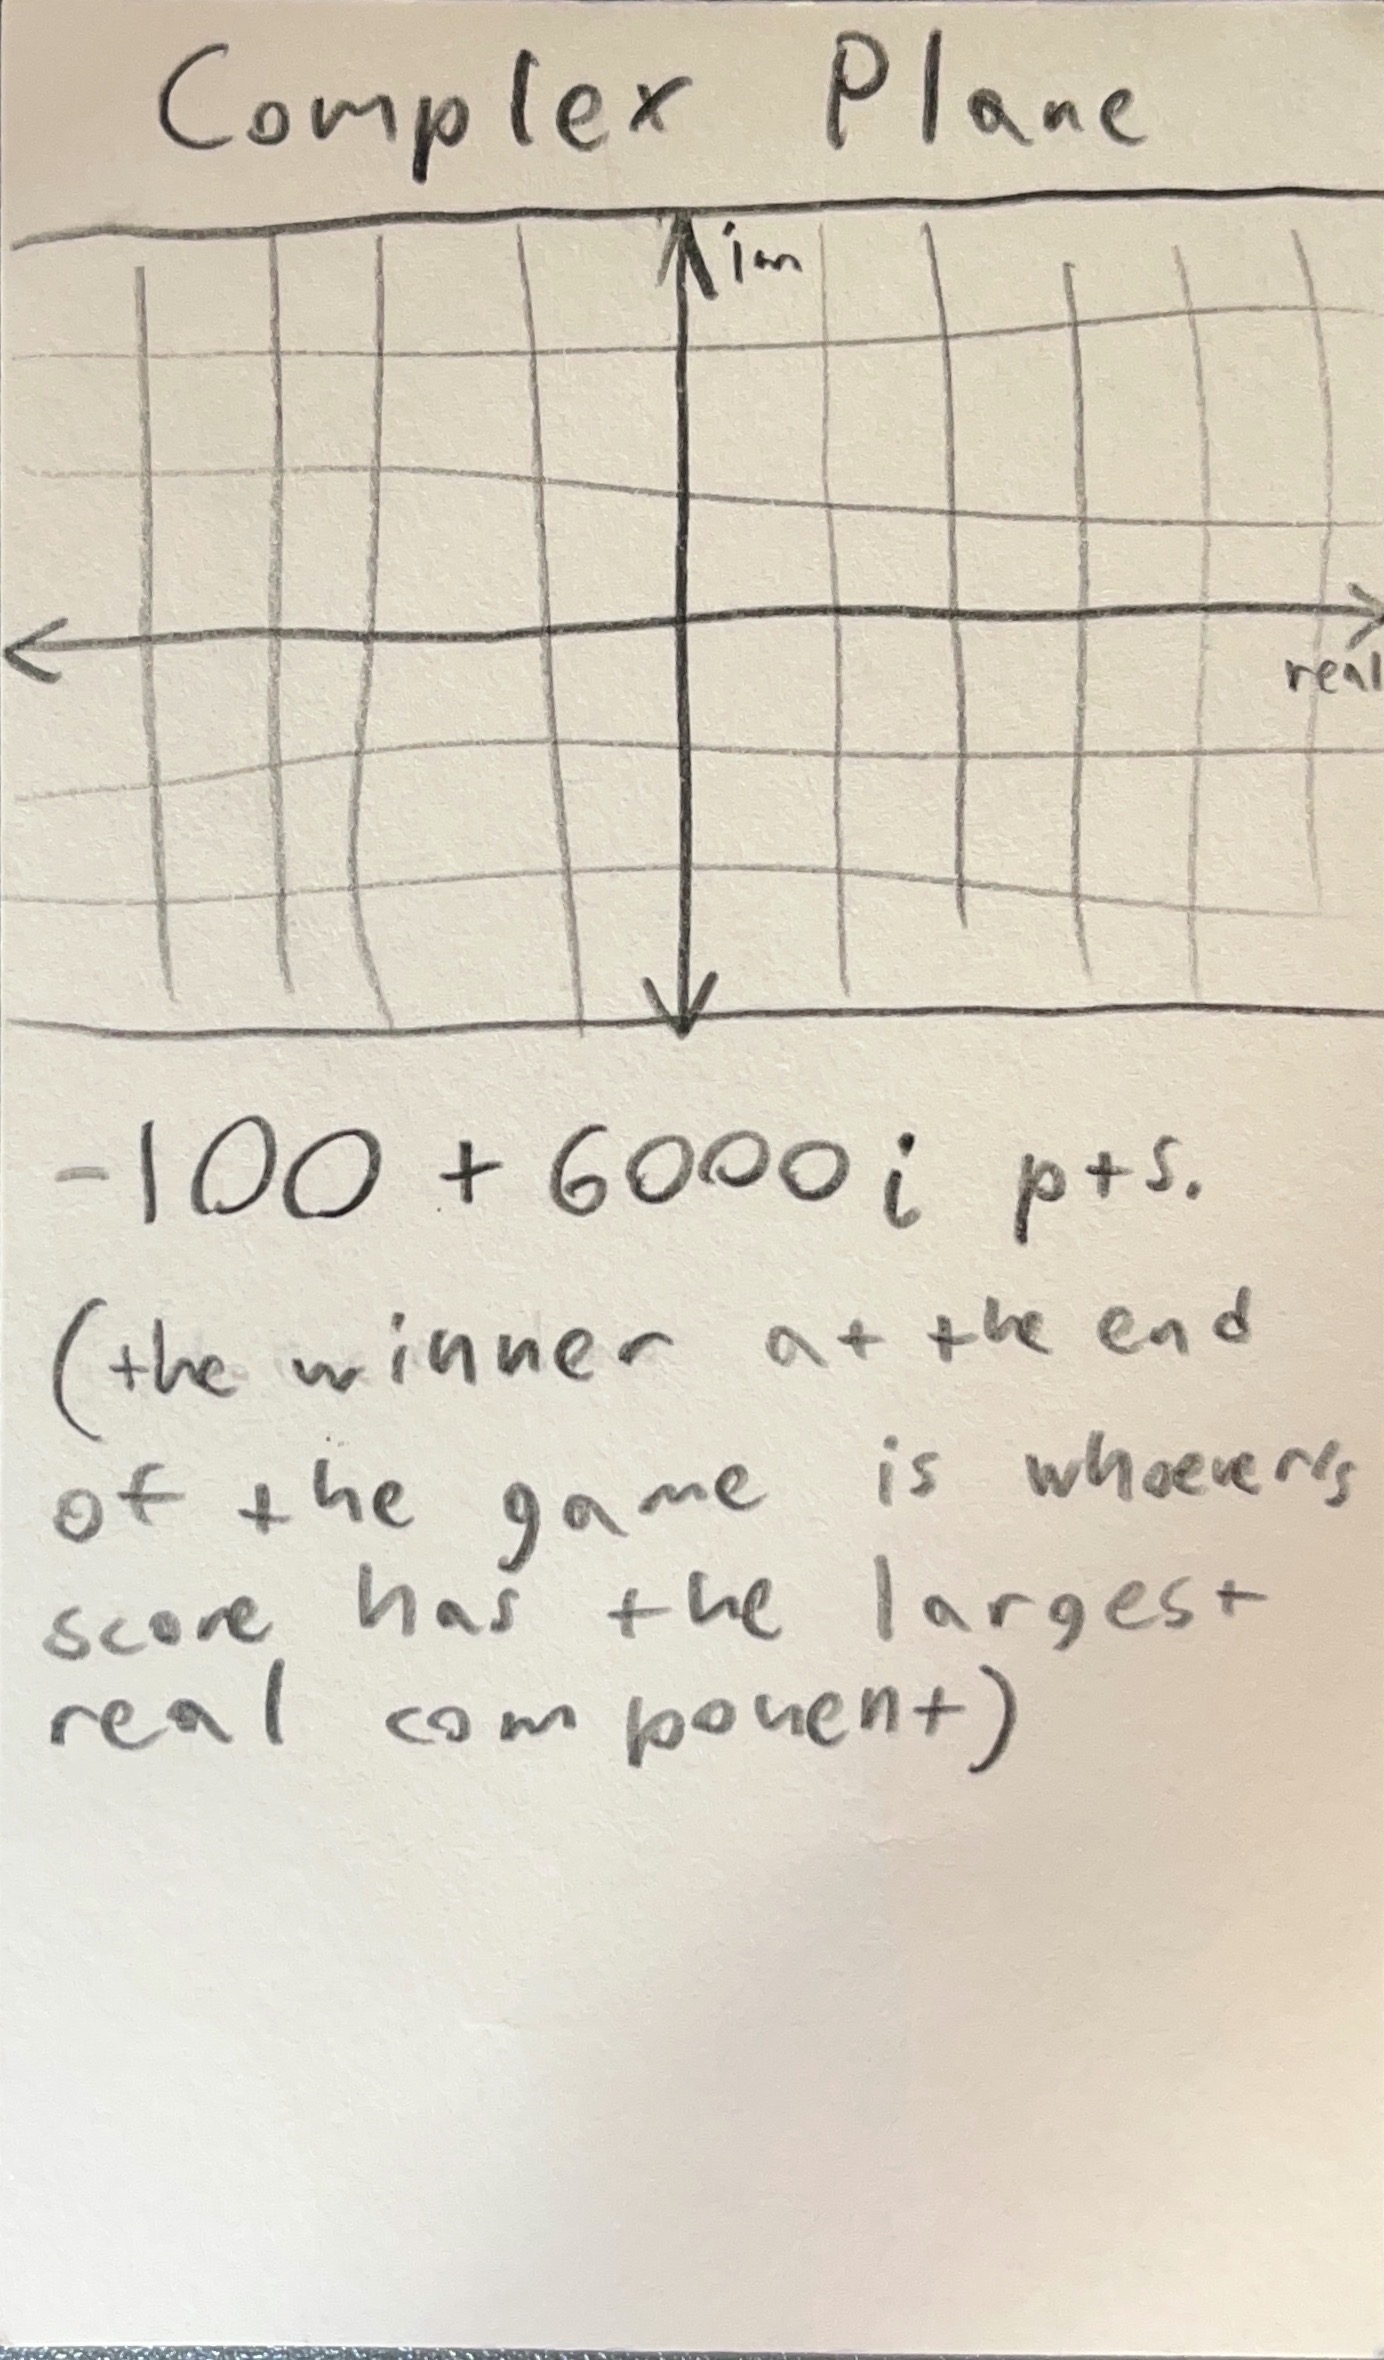 Complex Plane
im
real
-100 + 6000i pts.
(the winner at the end
of the game is whoever's
score has the largest
real component)